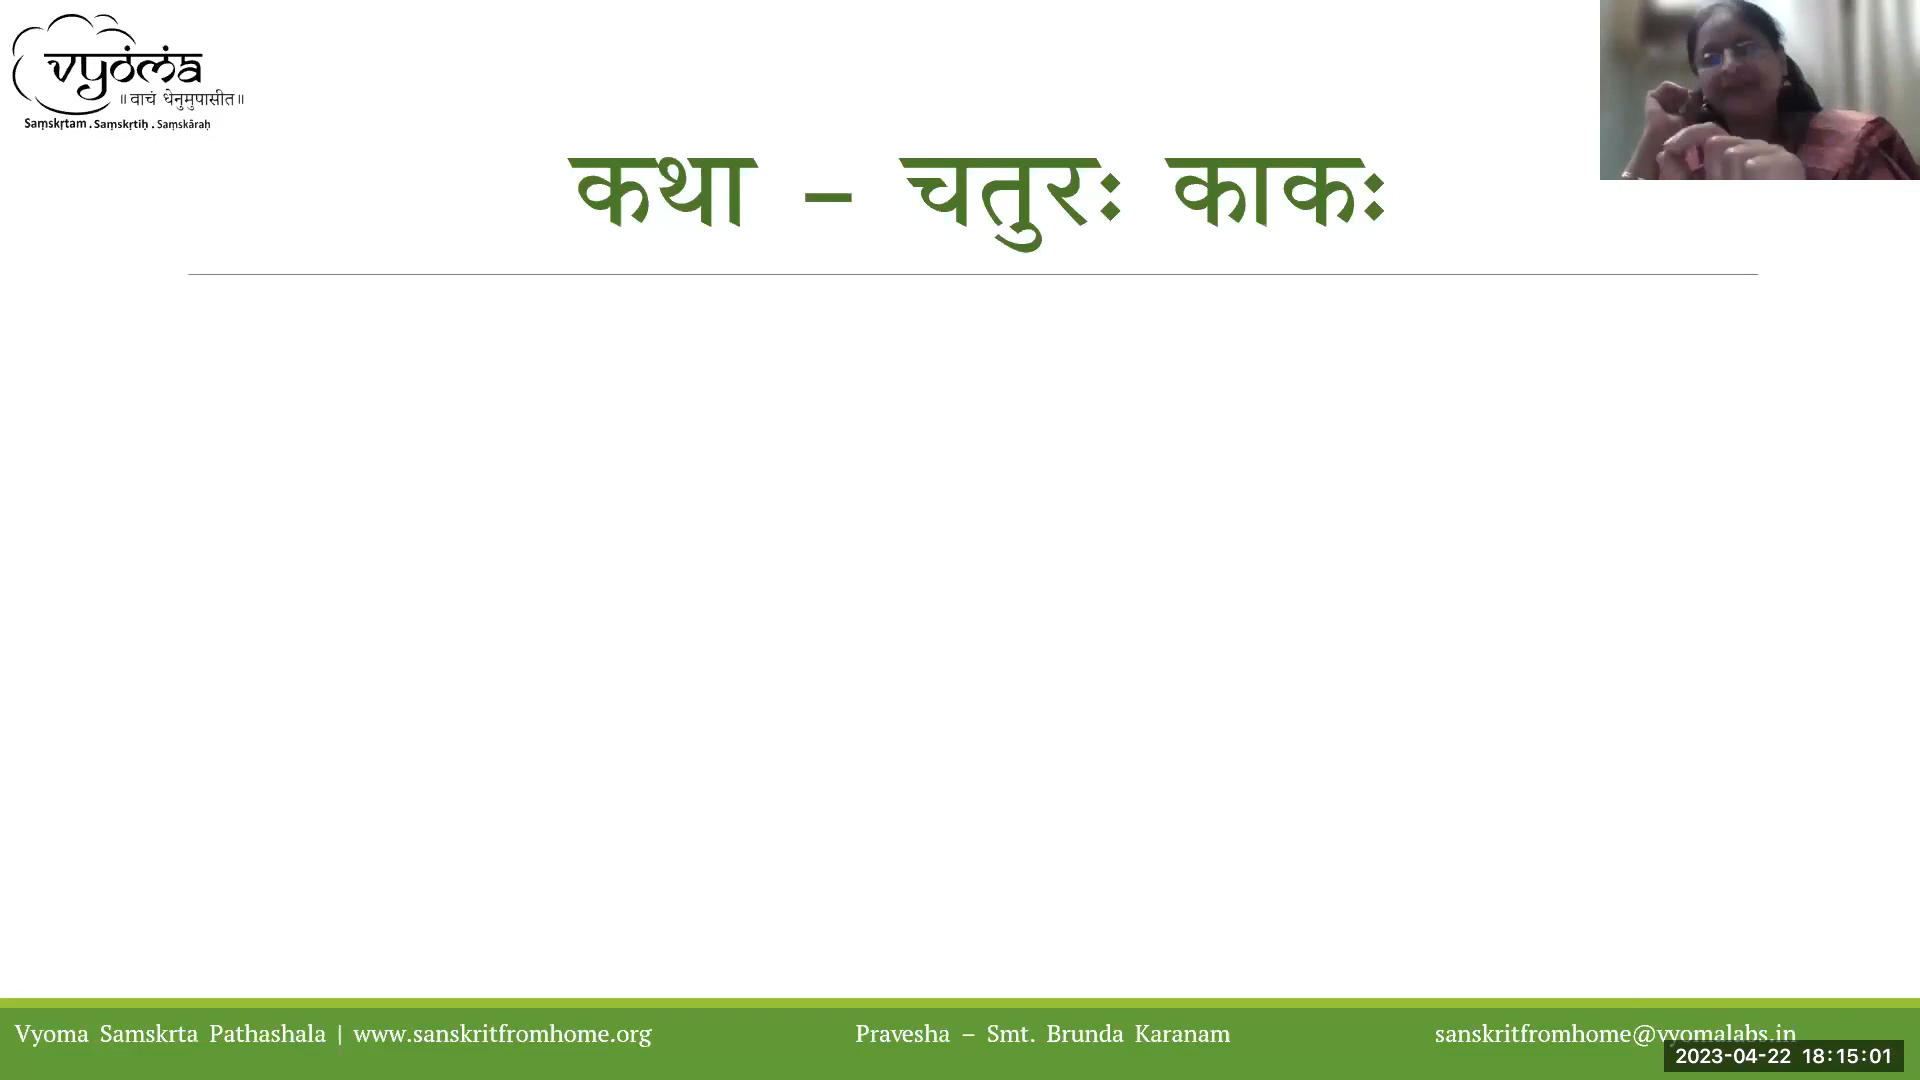 vyoma
॥वाचं धेनुमुपासीत॥
Saṃskṛtam . Saṃskṛtiḥ . Saṃskāraḥ
कथा – चतुरः काकः
Vyoma Samskrta Pathashala | www.sanskritfromhome.org
Pravesha – Smt. Brunda Karanam
sanskritfromhome@vyomalabs.in
2023-04-22 18:15:01